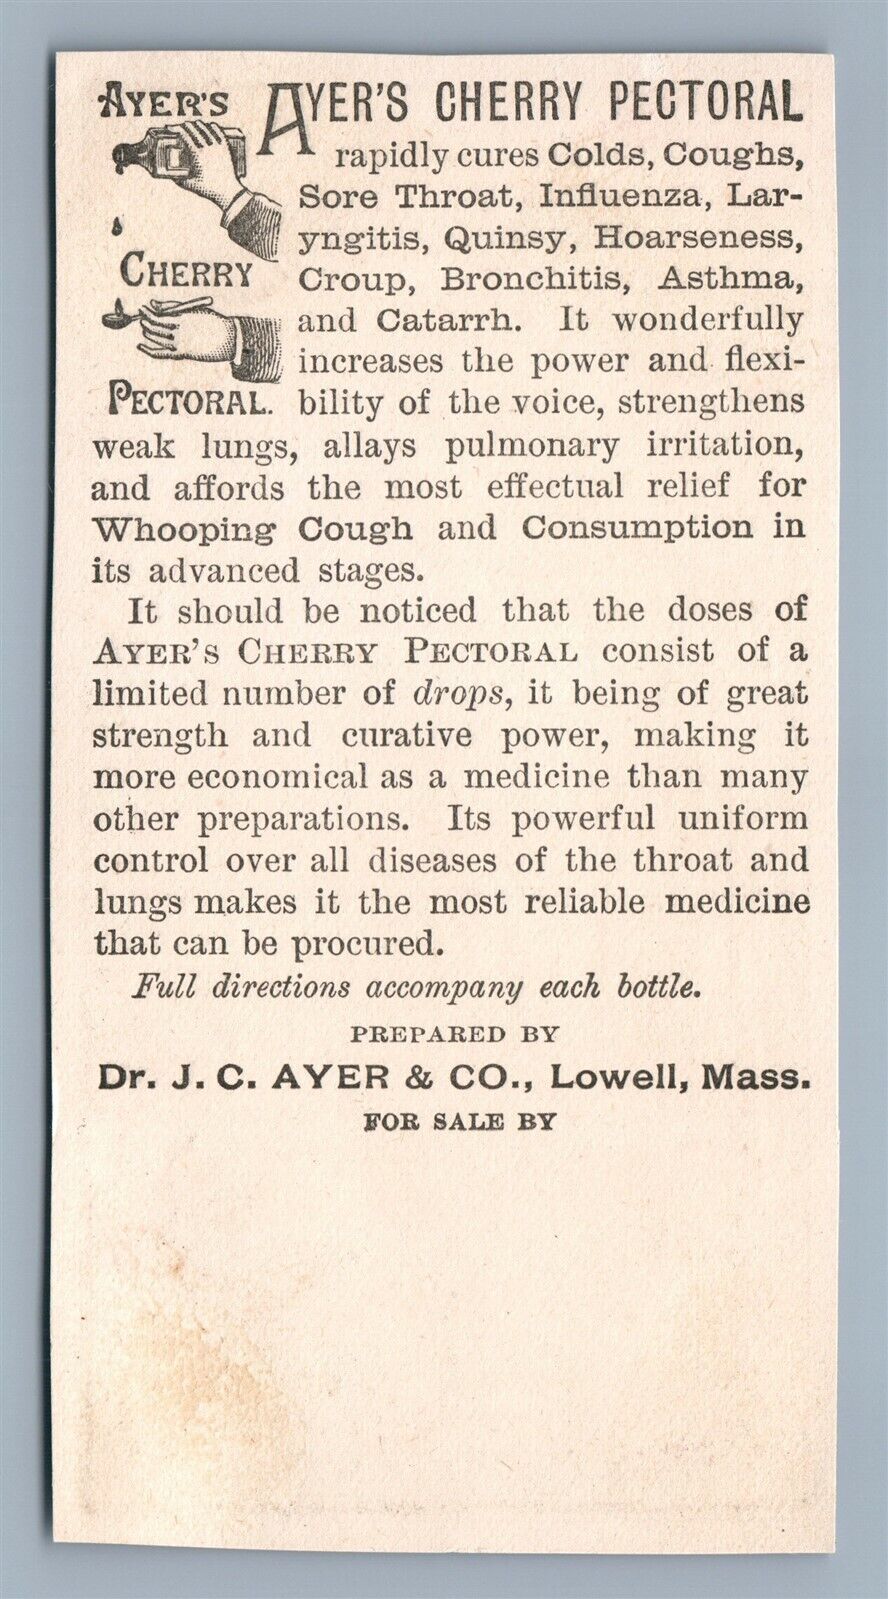 AYER'S
CHERRY
PECTORAL.
AYER'S CHERRY PECTORAL
rapidly cures Colds, Coughs,
Sore Throat, Influenza, Lar-
yngitis, Quinsy, Hoarseness,
Croup, Bronchitis, Asthma,
and Catarrh. It wonderfully
increases the power and flexi-
bility of the voice, strengthens
weak lungs, allays pulmonary irritation,
and affords the most effectual relief for
Whooping Cough and Consumption in
its advanced stages.
It should be noticed that the doses of
AYER'S CHERRY PECTORAL consist of a
limited number of drops, it being of great
strength and curative power, making it
more economical as a medicine than many
other preparations. Its powerful uniform
control over all diseases of the throat and
lungs makes it the most reliable medicine
that can be procured.
Full directions accompany each bottle.
PREPARED BY
Dr. J. C. AYER & CO., Lowell, Mass.
FOR SALE BY